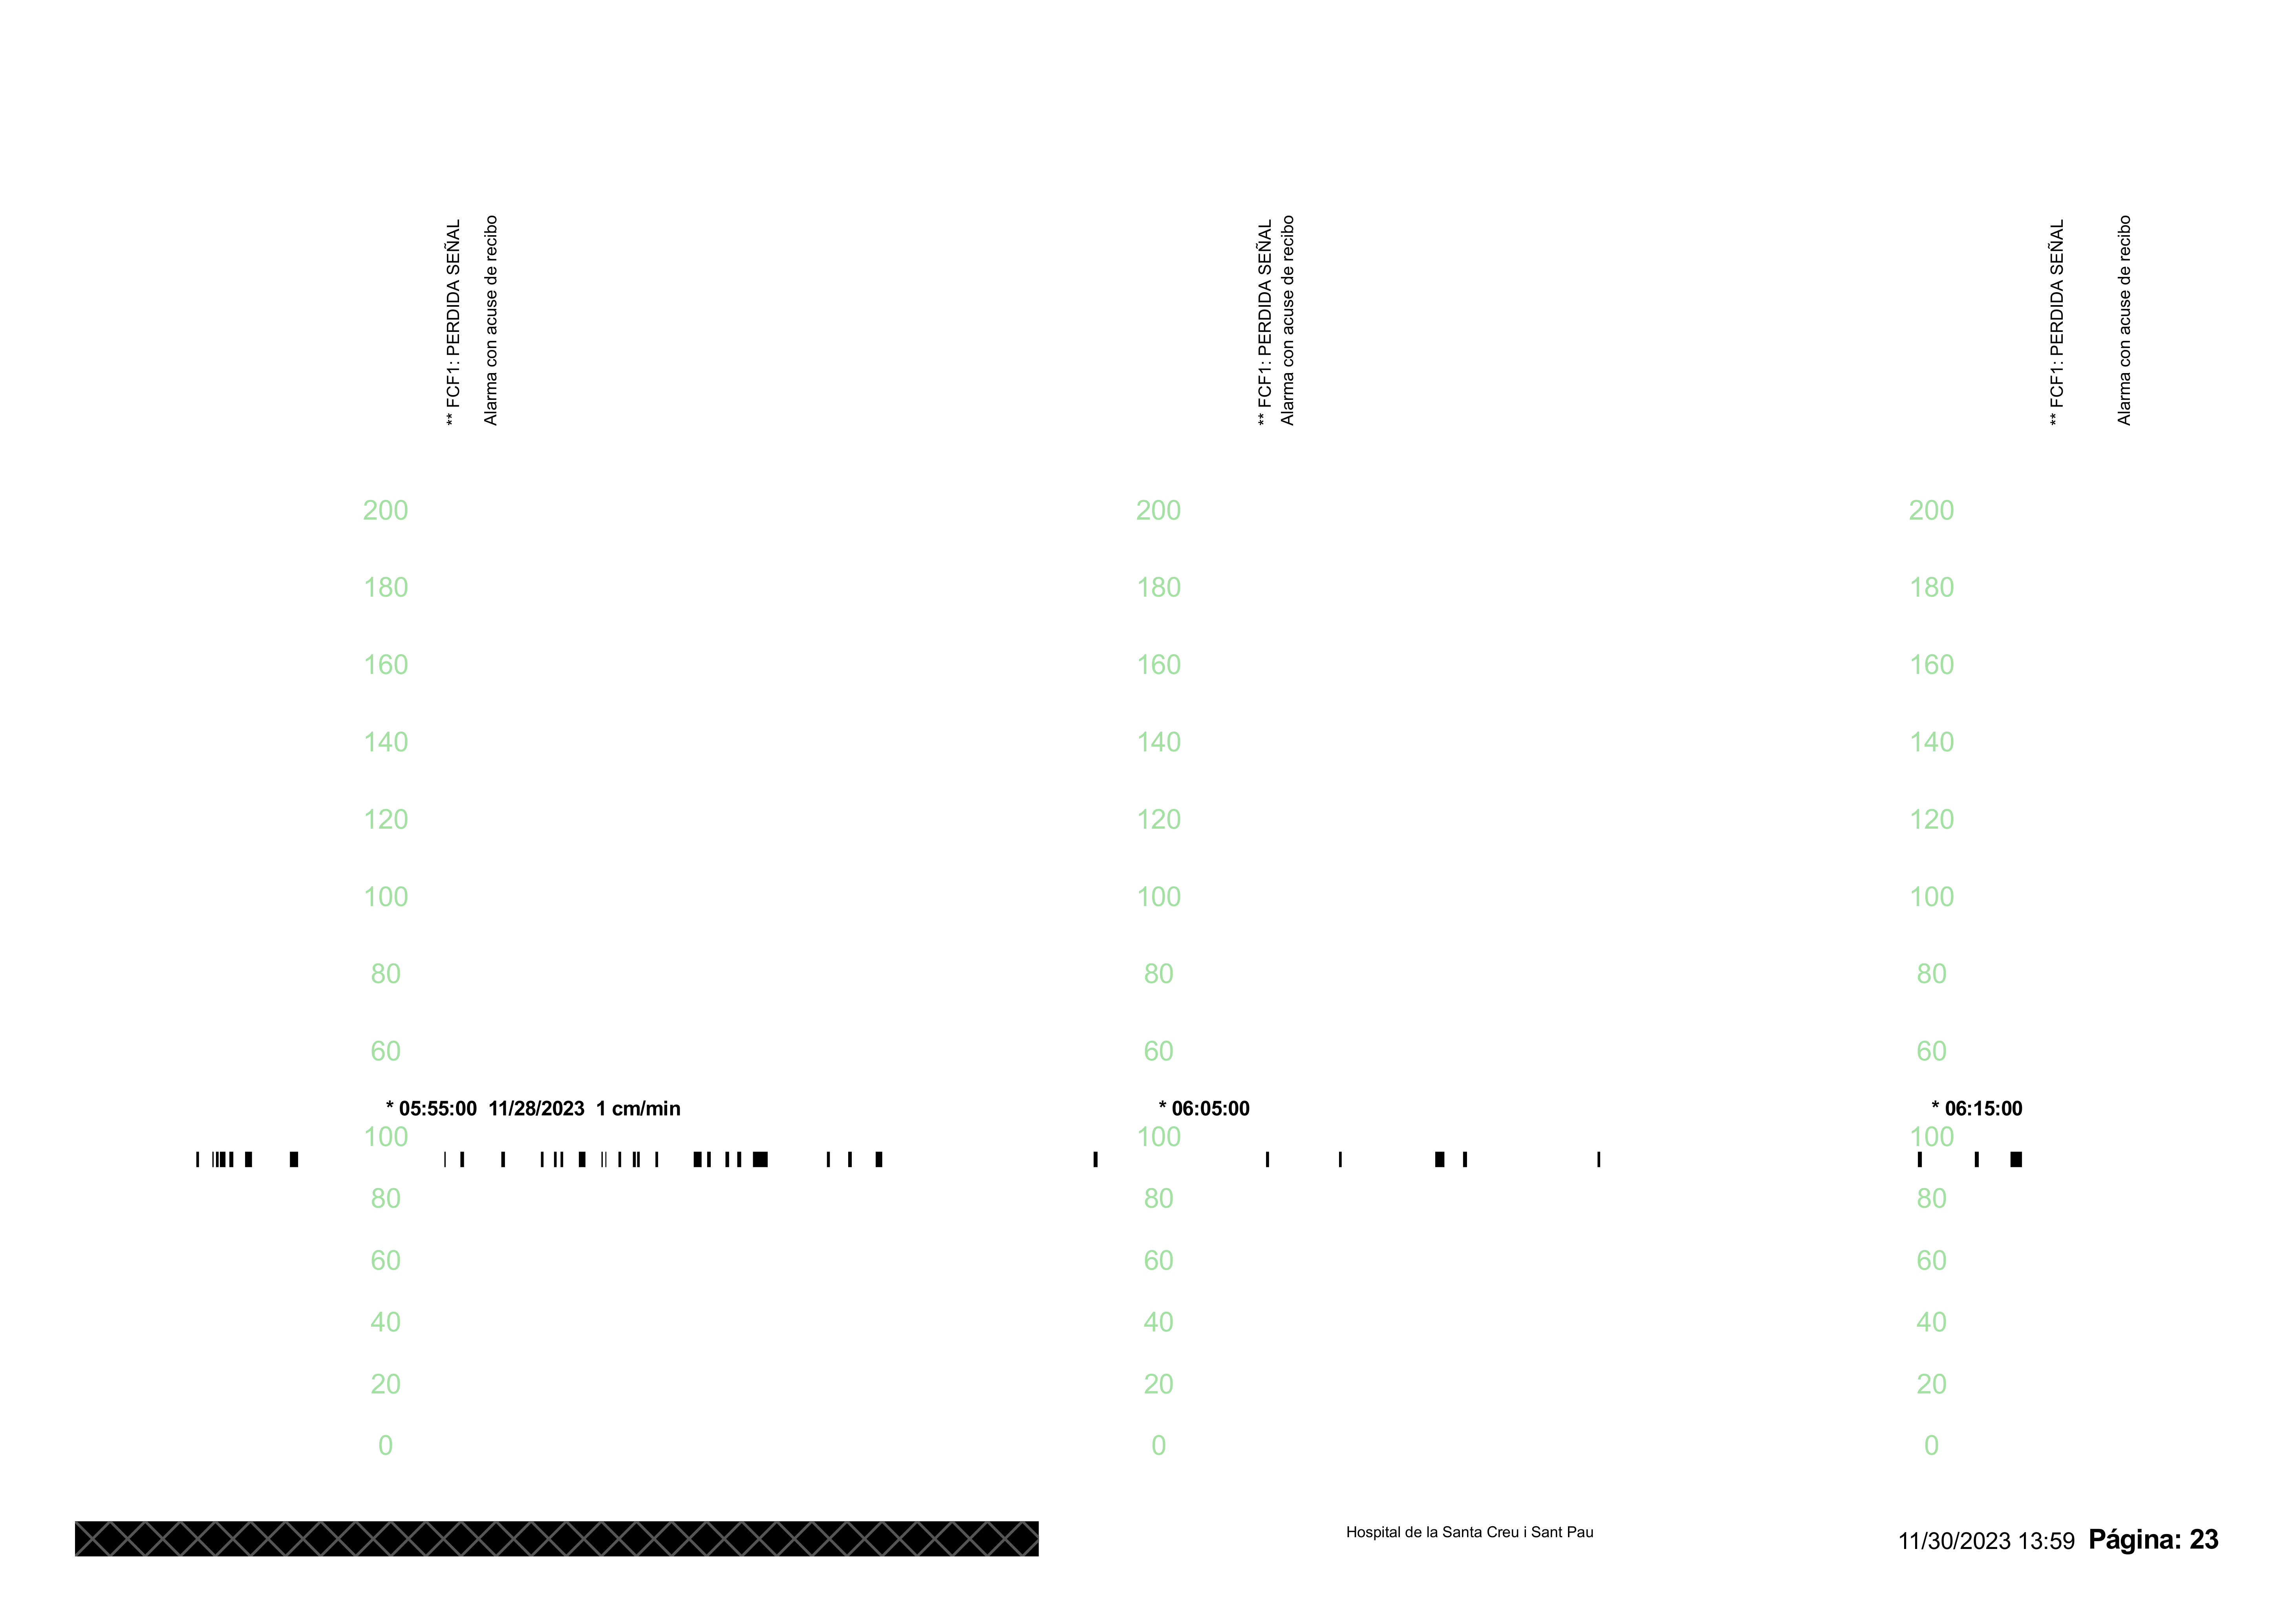 ** FCF1: PERDIDA SEÑAL
Alarma con acuse de recibo
** FCF1: PERDIDA SEÑAL
Alarma con acuse de recibo
** FCF1: PERDIDA SEÑAL
Alarma con acuse de recibo
200 200 200
180 180 180
160 160 160
140 140 140
120 120 120
100 100 100
80 80 80
60 60 60
* 05:55:00 11/28/2023 1 cm/min * 06:05:00 * 06:15:00
100 100 100
80 80 80
60 60 60
40 40 40
20 20 20
0 0 0
Hospital de la Santa Creu i Sant Pau 11/30/2023 13:59 Página: 23